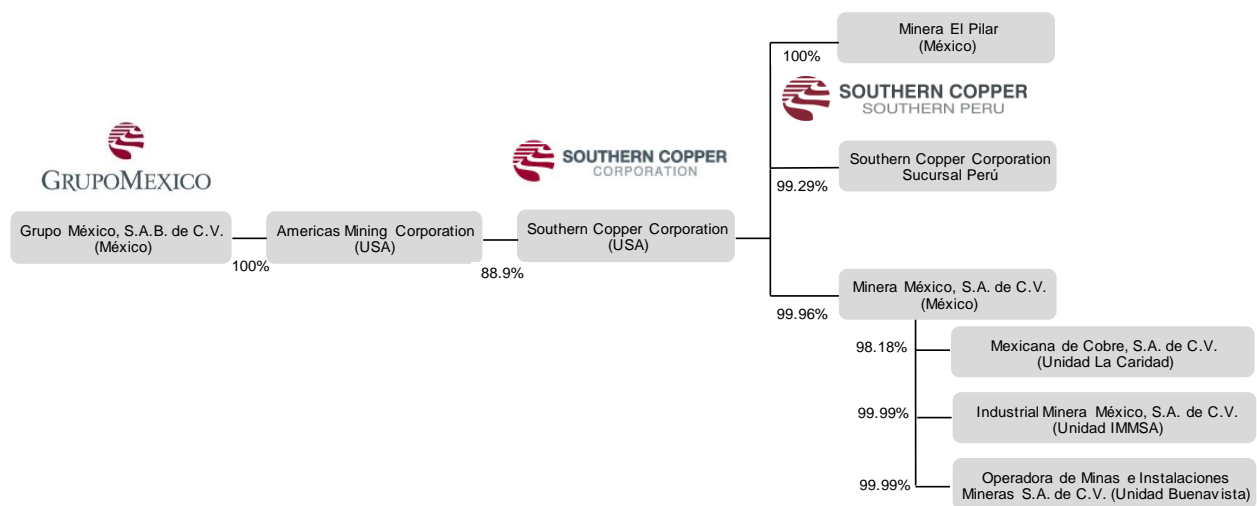 Minera El Pilar
(México)
100%
SOUTHERN COPPER
SOUTHERN PERU
GRUPOMEXICO
SOUTHERN COPPER
CORPORATION
Southern Copper Corporation
Sucursal Perú
99.29%
Grupo México, S.A.B. de C.V.
(México)
100%
Americas Mining Corporation
(USA)
88.9%
Southern Copper Corporation
(USA)
Minera México, S.A. de C.V.
(México)
99.96%
98.18%
Mexicana de Cobre, S.A. de C.V.
(Unidad La Caridad)
99.99%
Industrial Minera México, S.A. de C.V.
(Unidad IMMSA)
99.99%
Operadora de Minas e Instalaciones
Mineras S.A. de C.V. (Unidad Buenavista)